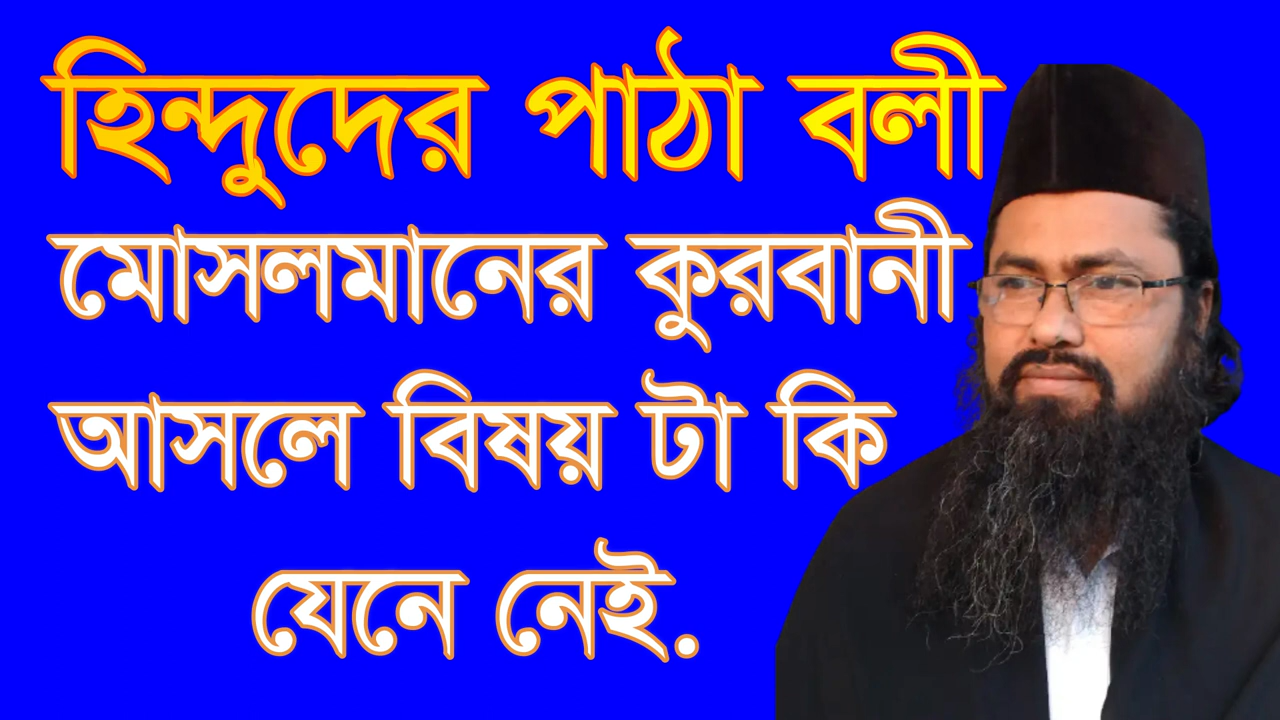 হিন্দুদের পাঠা বলী
মোসলমানের কুরবানী
আসলে বিষয় টা কি
যেনে নেই.